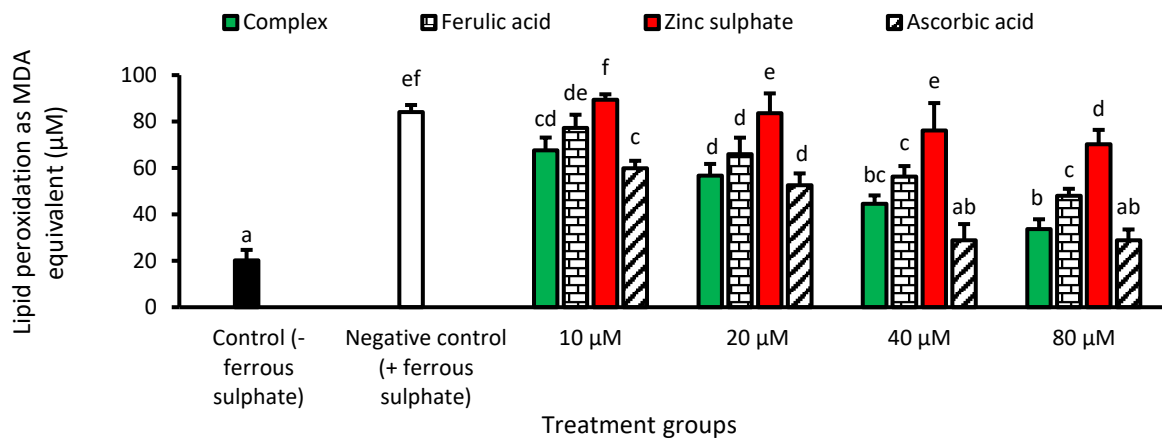 Complex Ferulic acid Zinc sulphate Ascorbic acid
Lipid peroxidation as MDA
equivalent (µM)
100
80
60
40
20
0
a
ef
cd de f c
d d e d
bc c e ab
b c d ab
Control (-
ferrous
sulphate)
Negative control
(+ ferrous
sulphate)
10 µM
20 µM
40 µM
80 µM
Treatment groups